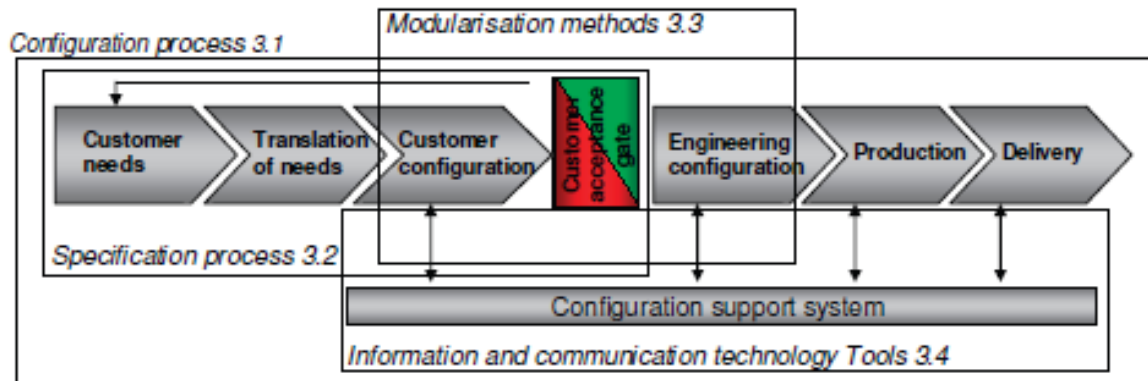 Modularisation methods 3.3
Configuration process 3.1
Customer
needs
Translation
of needs
Customer
configuration
Customer
acceptance
gate
Engineering
configuration
Production
Delivery
Specification process 3.2
Configuration support system
Information and communication technology Tools 3.4